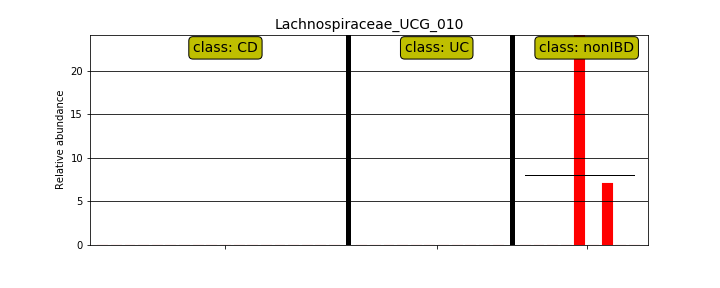 Lachnospiraceae_UCG_010
class: CD
class: UC
class: nonIBD
Relative abundance
20
15
10
5
0